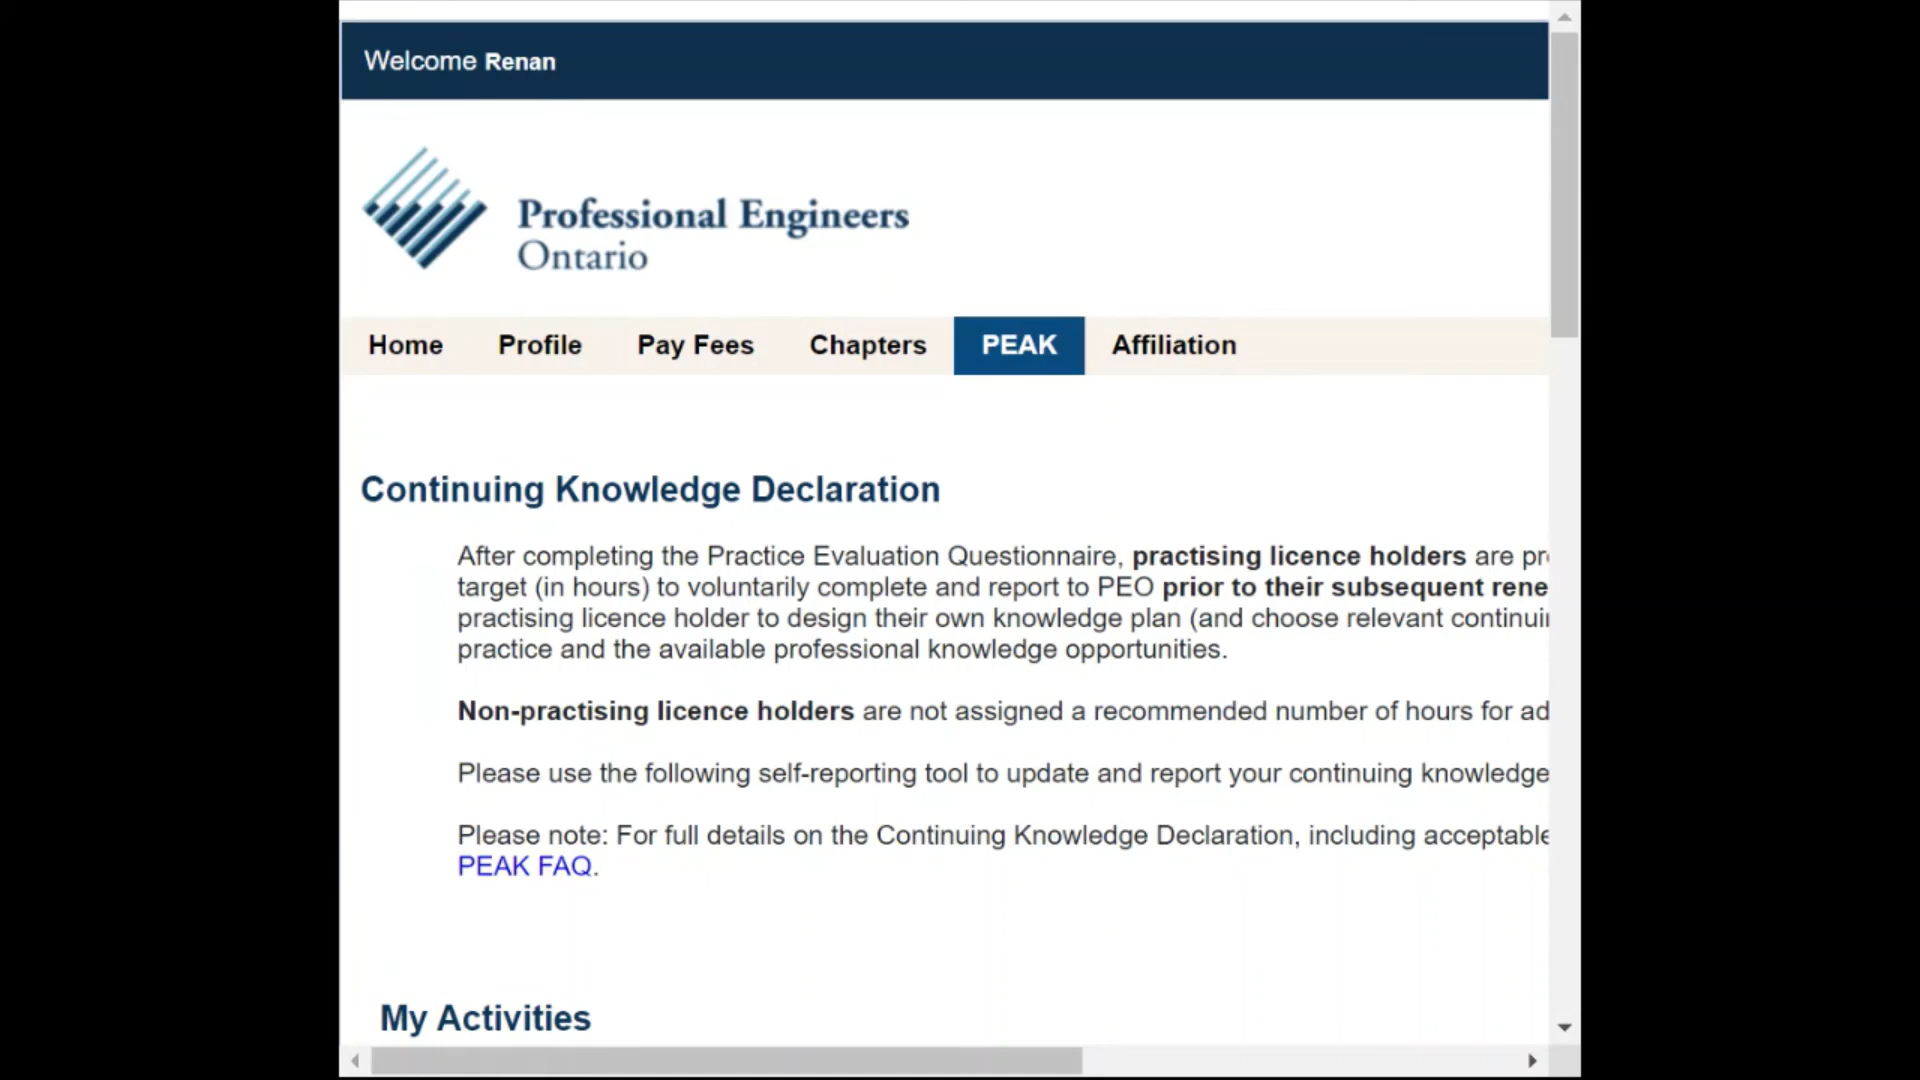 Welcome Renan
Professional Engineers
Ontario
Home Profile Pay Fees Chapters PEAK Affiliation
Continuing Knowledge Declaration
After completing the Practice Evaluation Questionnaire, practising licence holders are
target (in hours) to voluntarily complete and report to PEO prior to their subsequent
practising licence holder to design their own knowledge plan (and choose relevant
practice and the available professional knowledge opportunities.
Non-practising licence holders are not assigned a recommended number of hours for
Please use the following self-reporting tool to update and report your continuing knowledge
Please note: For full details on the Continuing Knowledge Declaration, including
PEAK FAQ.
My Activities